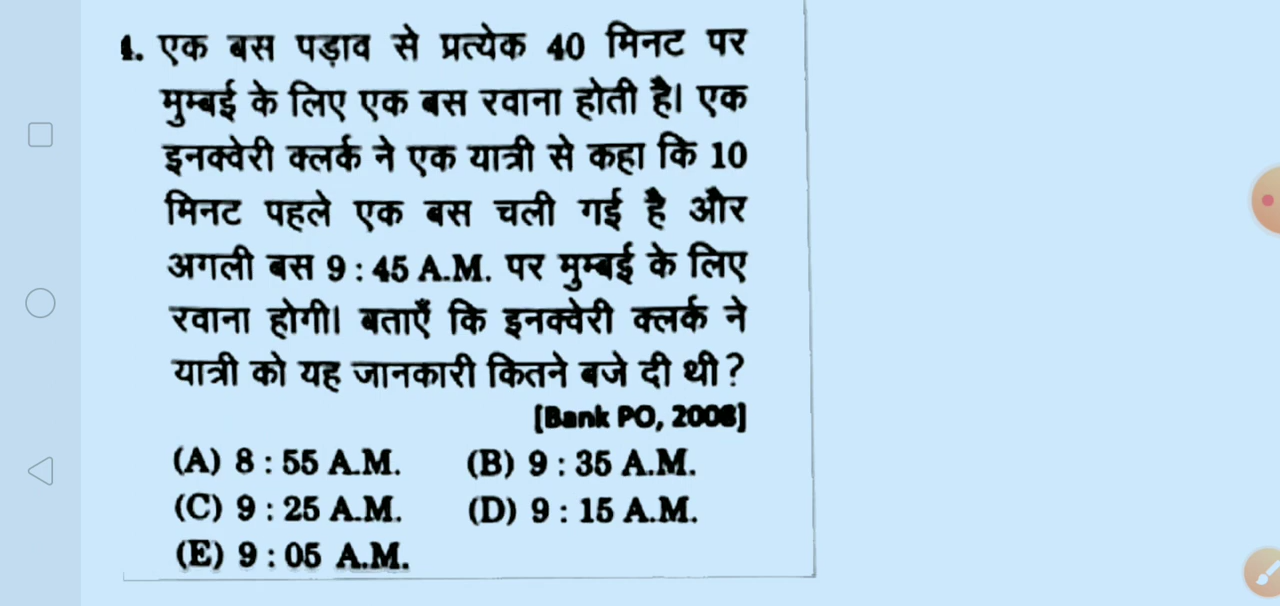 4. एक बस पड़ाव से प्रत्येक 40 मिनट पर
मुम्बई के लिए एक बस रवाना होती है। एक
इनक्वेरी क्लर्क ने एक यात्री से कहा कि 10
मिनट पहले एक बस चली गई है और
अगली बस 9 : 45 A.M. पर मुम्बई के लिए
रवाना होगी। बताएँ कि इनक्वेरी क्लर्क ने
यात्री को यह जानकारी कितने बजे दी थी?
[Bank PO, 2008]
(A) 8 : 55 A.M. (B) 9 : 35 A.M.
(C) 9 : 25 A.M. (D) 9 : 15 A.M.
(E) 9 : 05 A.M.